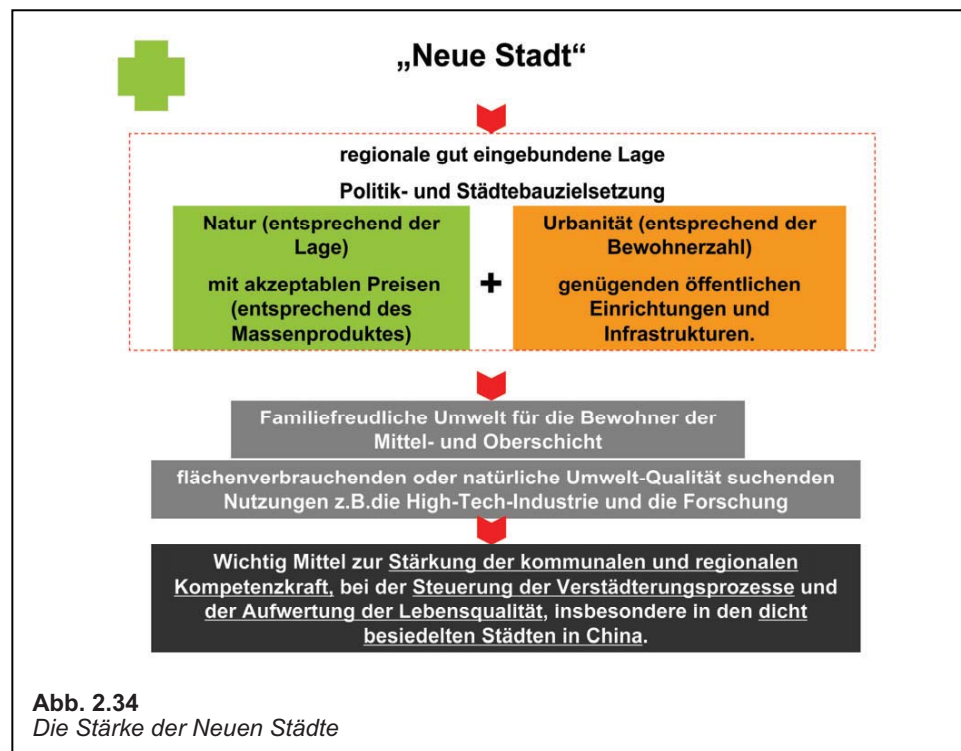 „Neue Stadt“
regionale gut eingebundene Lage
Politik- und Städtebauzielsetzung
Natur (entsprechend der
Lage)
mit akzeptablen Preisen
(entsprechend des
Massenproduktes)
+
Urbanität (entsprechend der
Bewohnerzahl)
genügenden öffentlichen
Einrichtungen und
Infrastrukturen.
Familiefreudliche Umwelt für die Bewohner der
Mittel- und Oberschicht
flächenverbrauchenden oder natürliche Umwelt-Qualität suchenden
Nutzungen z.B.die High-Tech-Industrie und die Forschung
Wichtig Mittel zur Stärkung der kommunalen und regionalen
Kompetenzkraft, bei der Steuerung der Verstädterungsprozesse und
der Aufwertung der Lebensqualität, insbesondere in den dicht
besiedelten Städten in China.
Abb. 2.34
Die Stärke der Neuen Städte